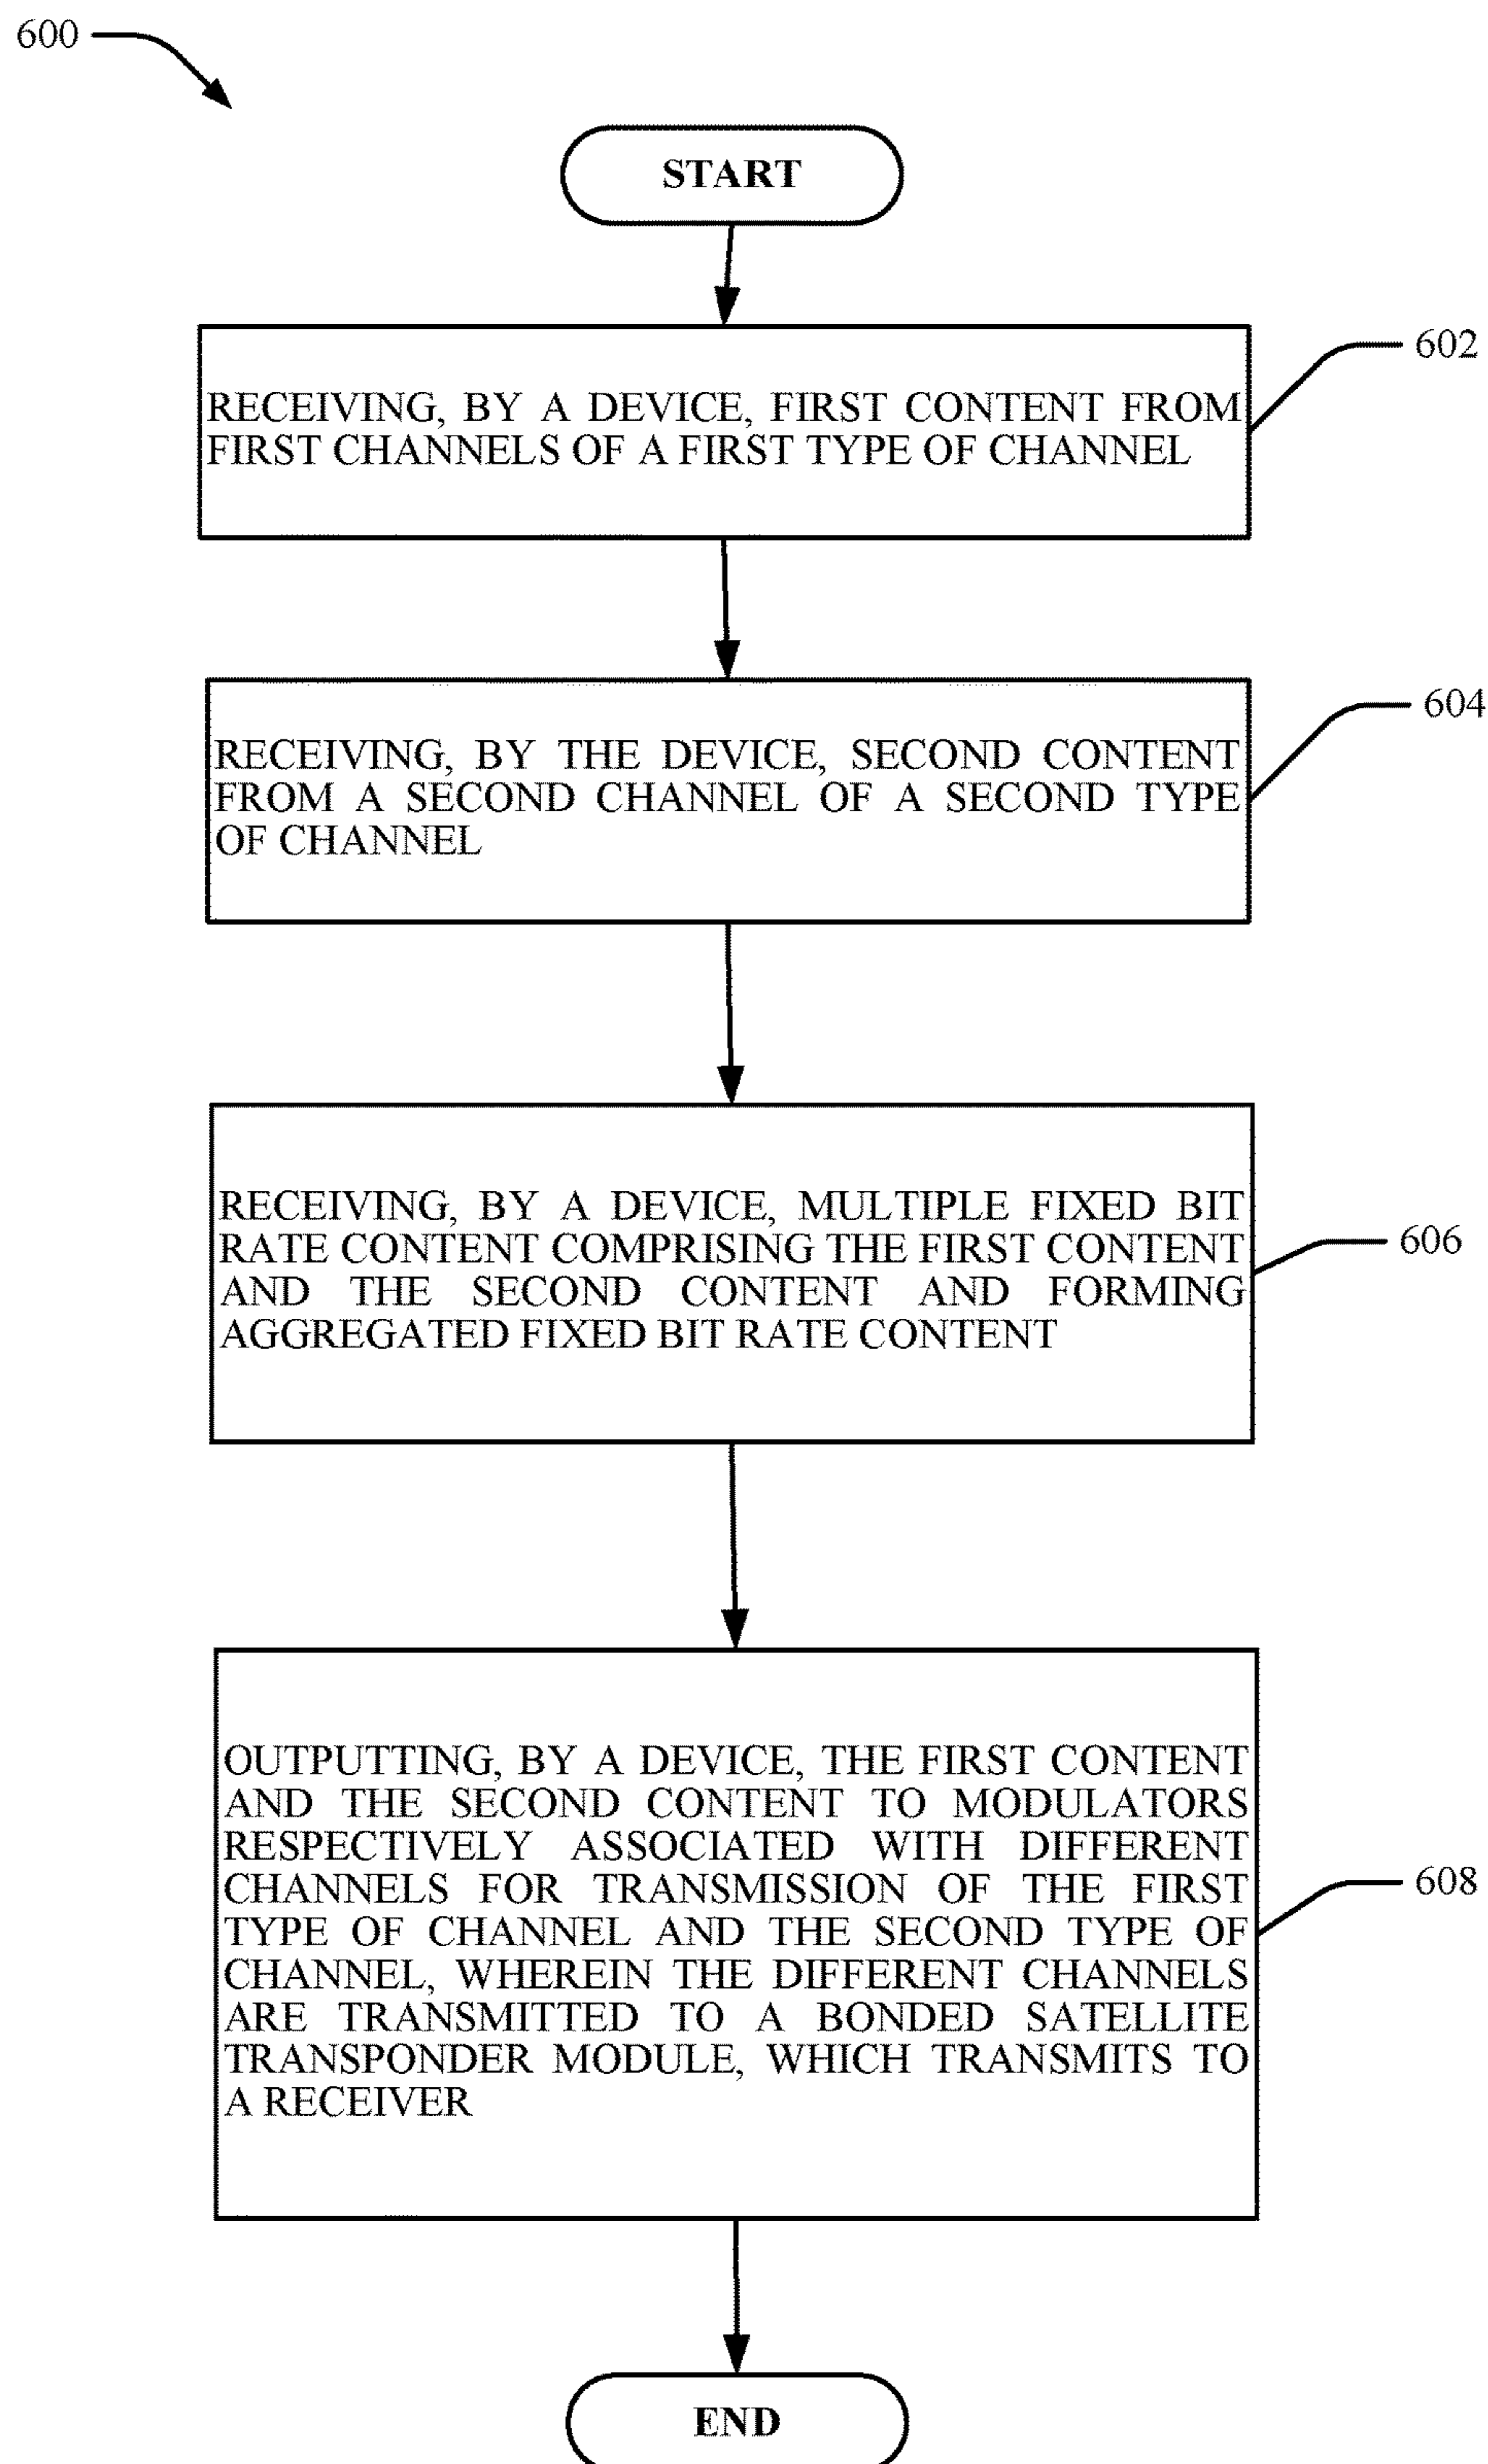 600
START
602
RECEIVING, BY A DEVICE, FIRST CONTENT FROM
FIRST CHANNELS OF A FIRST TYPE OF CHANNEL
604
RECEIVING, BY THE DEVICE, SECOND CONTENT
FROM A SECOND CHANNEL OF A SECOND TYPE
OF CHANNEL
RECEIVING, BY A DEVICE, MULTIPLE FIXED BIT
RATE CONTENT COMPRISING THE FIRST CONTENT
606
AND THE SECOND CONTENT AND FORMING
AGGREGATED FIXED BIT RATE CONTENT
OUTPUTTING, BY A DEVICE, THE FIRST CONTENT
AND THE SECOND CONTENT TO MODULATORS
RESPECTIVELY ASSOCIATED WITH DIFFERENT
CHANNELS FOR TRANSMISSION OF THE FIRST
608
TYPE OF CHANNEL AND THE SECOND TYPE OF
CHANNEL, WHEREIN THE DIFFERENT CHANNELS
ARE TRANSMITTED TO A BONDED SATELLITE
TRANSPONDER MODULE, WHICH TRANSMITS TO
A RECEIVER
END